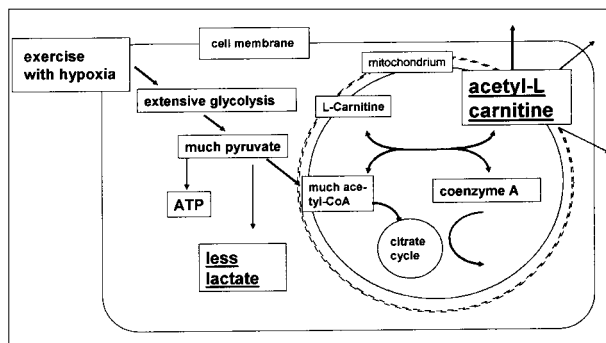 exercise
with hypoxia
cell membrane
mitochondrium
extensive glycolysis
L-Carnitine
acetyl-L
carnitine
much pyruvate
ATP
much ace-
tyl-CoA
coenzyme A
citrate
cycle
less
lactate